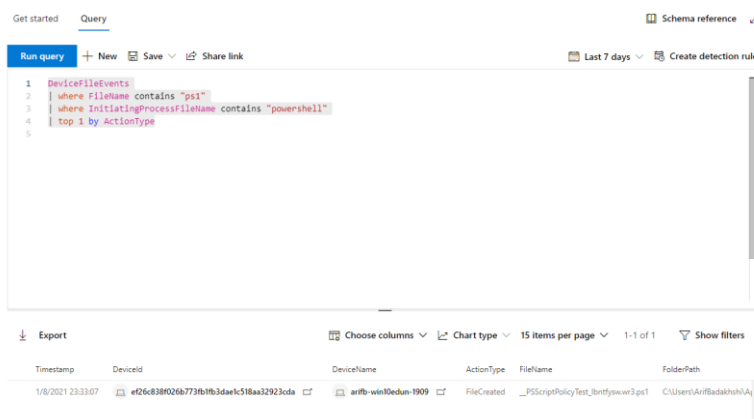 Get started Query Schema reference
Run query New Save Share link Last 7 days Create detection rul
1 DeviceFileEvents
2 | where FileName contains "ps1"
3 | where InitiatingProcessFileName contains "powershell"
4 | top 1 by ActionType
5
Export Choose columns Chart type 15 items per page 1-1 of 1 Show filters
Timestamp DeviceId DeviceName ActionType FileName FolderPath
1/8/2021 23:33:07 ef26c838f026b773fb1fb3dae1c518aa32923cda arifb-win10edun-1909 FileCreated __PSScriptPolicyTest_lbntfysw.wr3.ps1 C:\Users\ArifBadakhshi\Ap